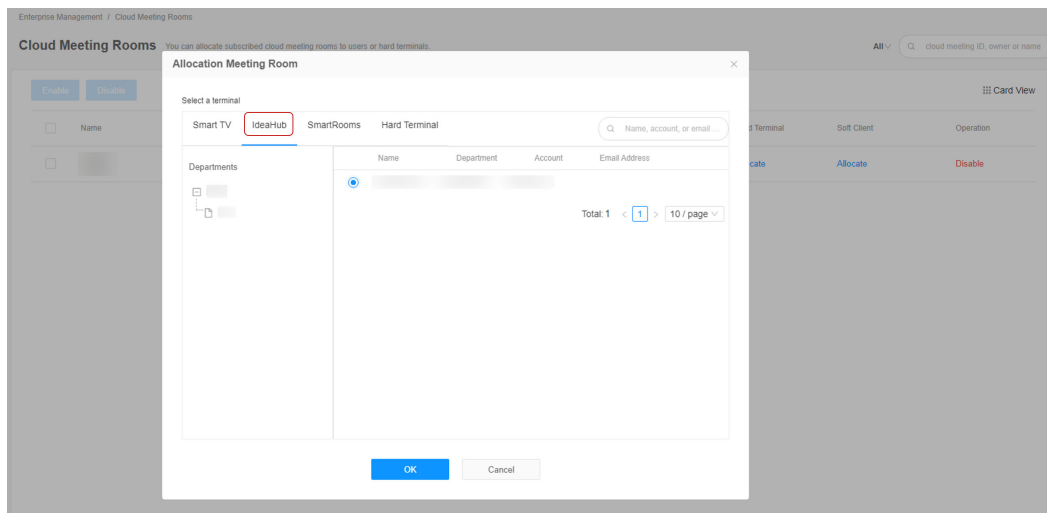 Enterprise Management / Cloud Meeting Rooms
Cloud Meeting Rooms You can allocate subscribed cloud meeting rooms to users or hard terminals.
All
cloud meeting ID, owner or name
Allocation Meeting Room
Enable Disable
Card View
Select a terminal
Smart TV IdeaHub SmartRooms Hard Terminal
Name, account, or email ...
Name
d Terminal Soft Client Operation
Departments
Name Department Account Email Address
cate Allocate Disable
Total: 1 < 1 > 10 / page
OK Cancel